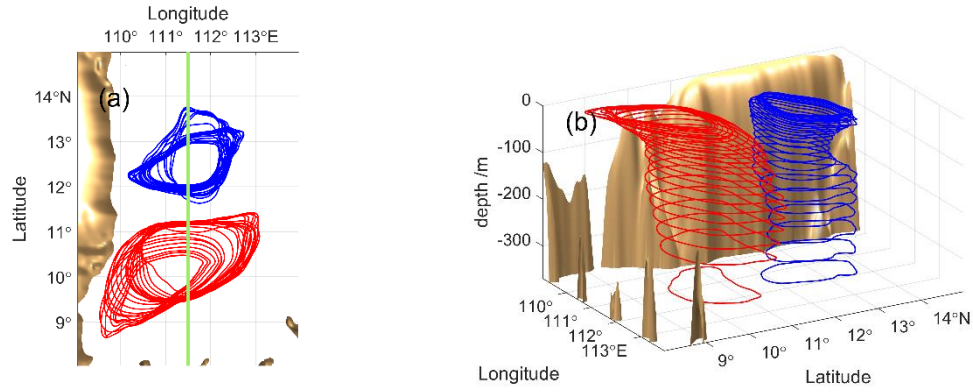 Longitude
110° 111° 112° 113°E
(a)
14°N
13°
12°
11°
10°
9°
Latitude
(b)
0
-100
-200
-300
depth /m
110°
111°
112°
113°E
9°
10°
11°
12°
13°
14°N
Longitude
Latitude